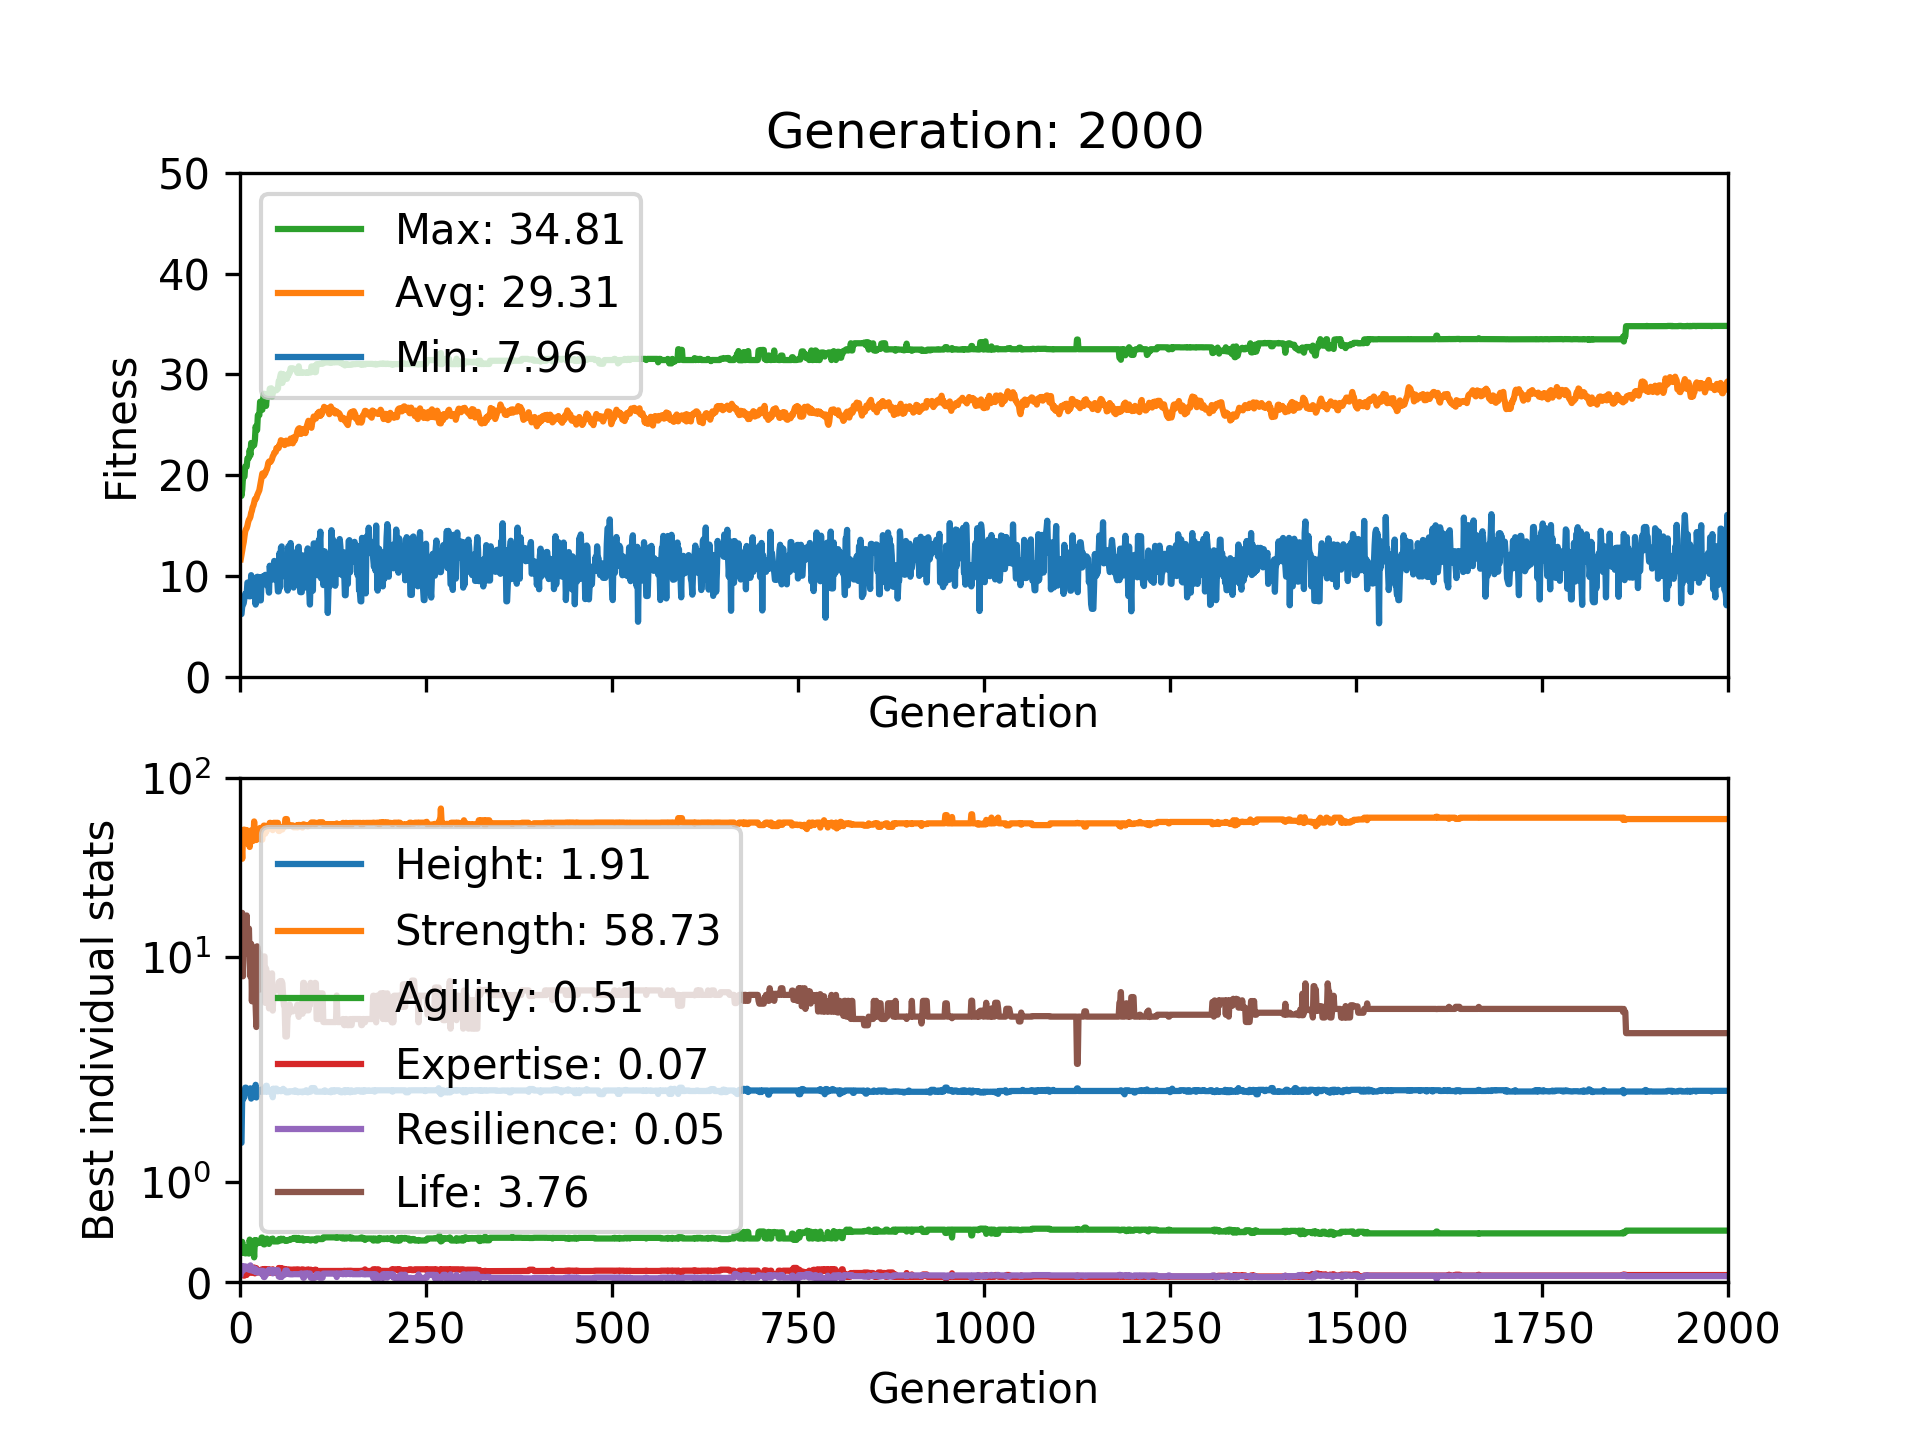 Generation: 2000
50
40
30
20
10
0
Fitness
Max: 34.81
Avg: 29.31
Min: 7.96
Generation
10²
10¹
10⁰
0
Best individual stats
Height: 1.91
Strength: 58.73
Agility: 0.51
Expertise: 0.07
Resilience: 0.05
Life: 3.76
0 250 500 750 1000 1250 1500 1750 2000
Generation